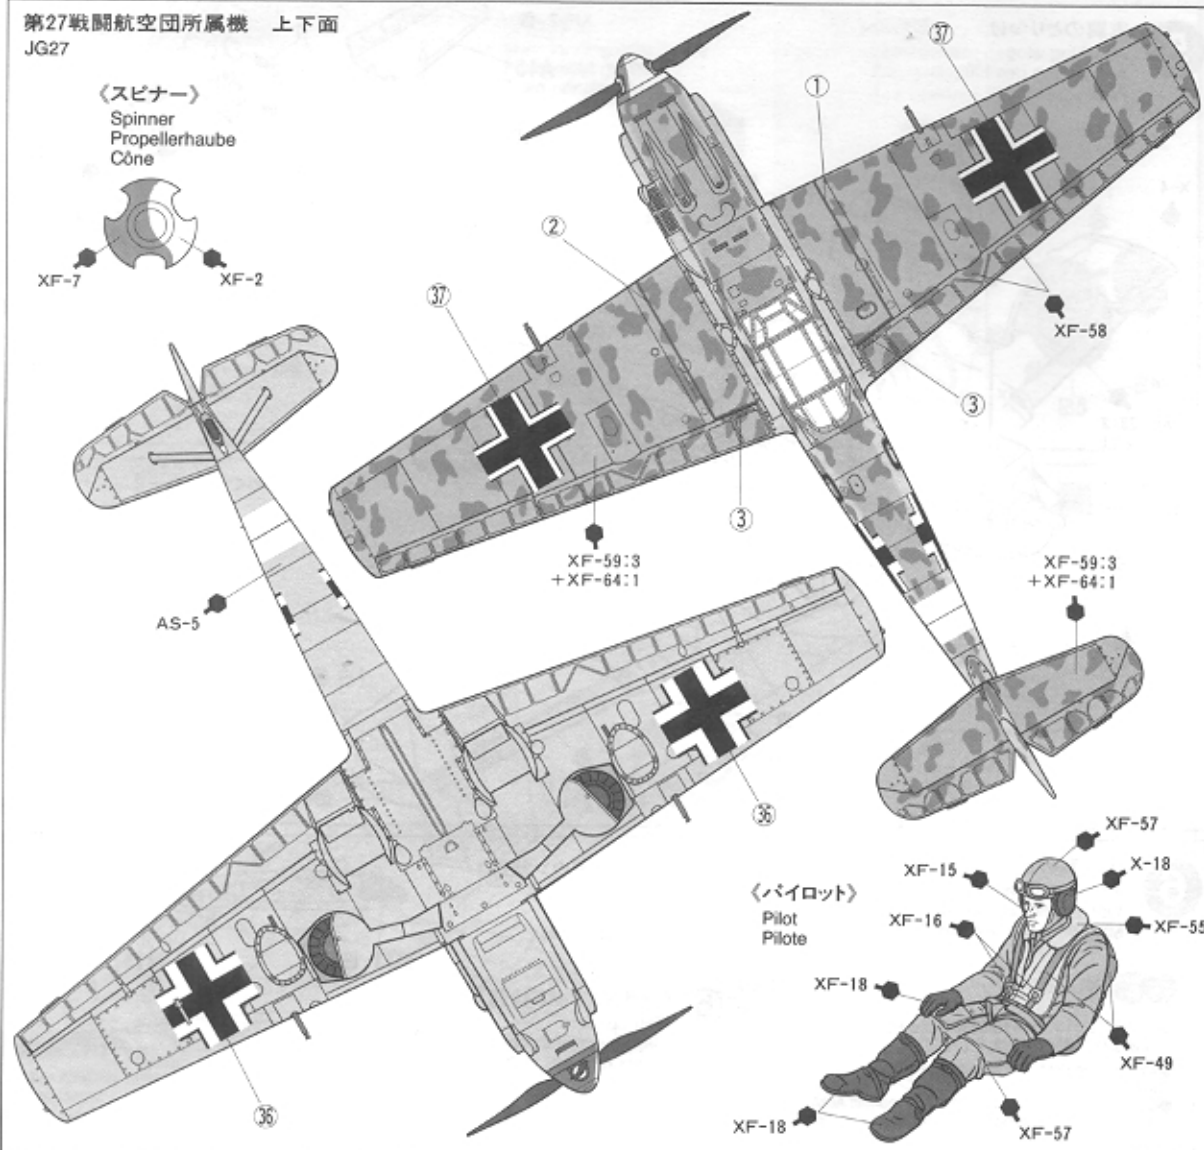 第27戦闘航空団所属機 上下面
JG27
《スピナー》
Spinner
Propellerhaube
Cône
XF-7
XF-2
37
1
2
37
XF-58
3
3
XF-59:3
+XF-64:1
XF-59:3
+XF-64:1
AS-5
36
36
《パイロット》
Pilot
Pilote
XF-57
XF-15
X-18
XF-16
XF-55
XF-18
XF-49
XF-18
XF-57